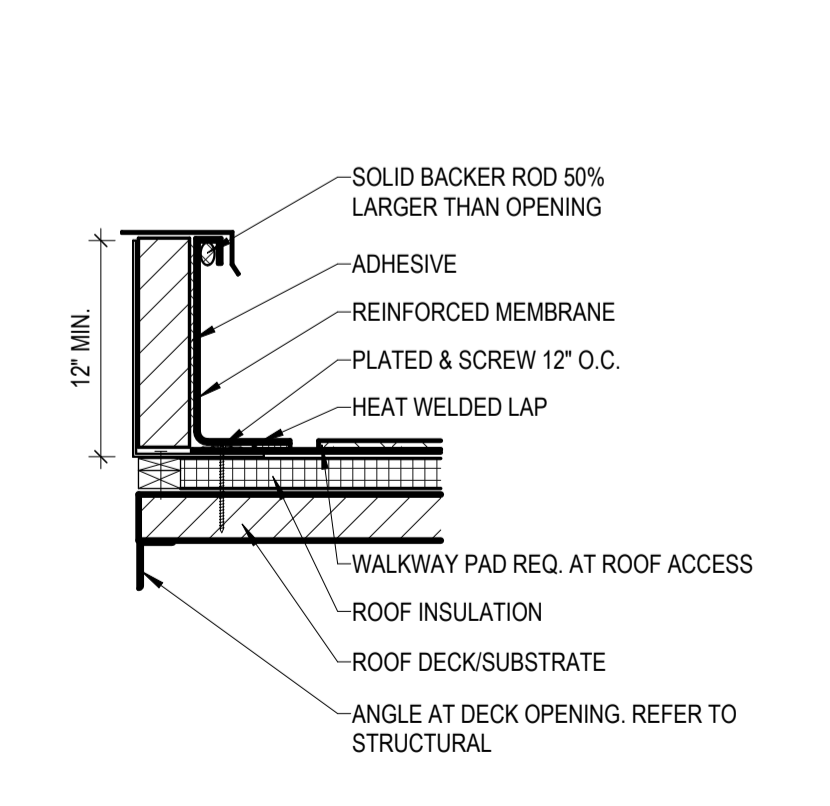 SOLID BACKER ROD 50%
LARGER THAN OPENING
ADHESIVE
REINFORCED MEMBRANE
12" MIN.
PLATED & SCREW 12" O.C.
HEAT WELDED LAP
WALKWAY PAD REQ. AT ROOF ACCESS
ROOF INSULATION
ROOF DECK/SUBSTRATE
ANGLE AT DECK OPENING. REFER TO
STRUCTURAL